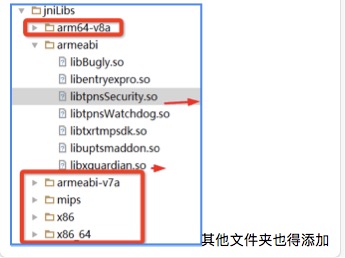 jniLibs
arm64-v8a
armeabi
libBugly.so
libentryexpro.so
libtpnsSecurity.so
libtpnsWatchdog.so
libtxrtmpsdk.so
libuptsmaddon.so
libxguardian.so
armeabi-v7a
mips
x86
x86_64
其他文件夹也得添加